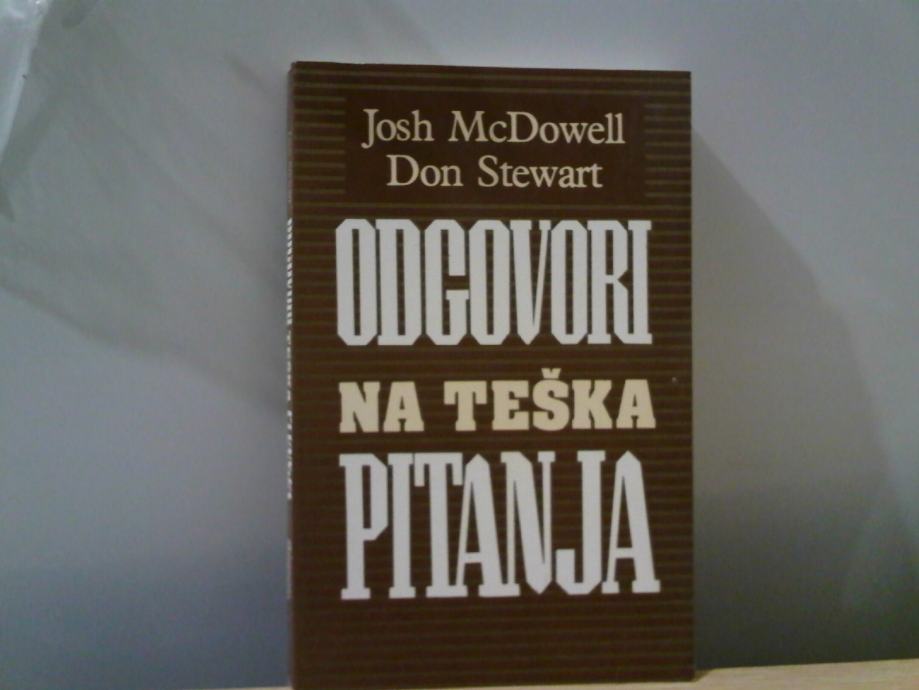 Josh McDowell
Don Stewart
ODGOVORI
NA TEŠKA
PITANJA